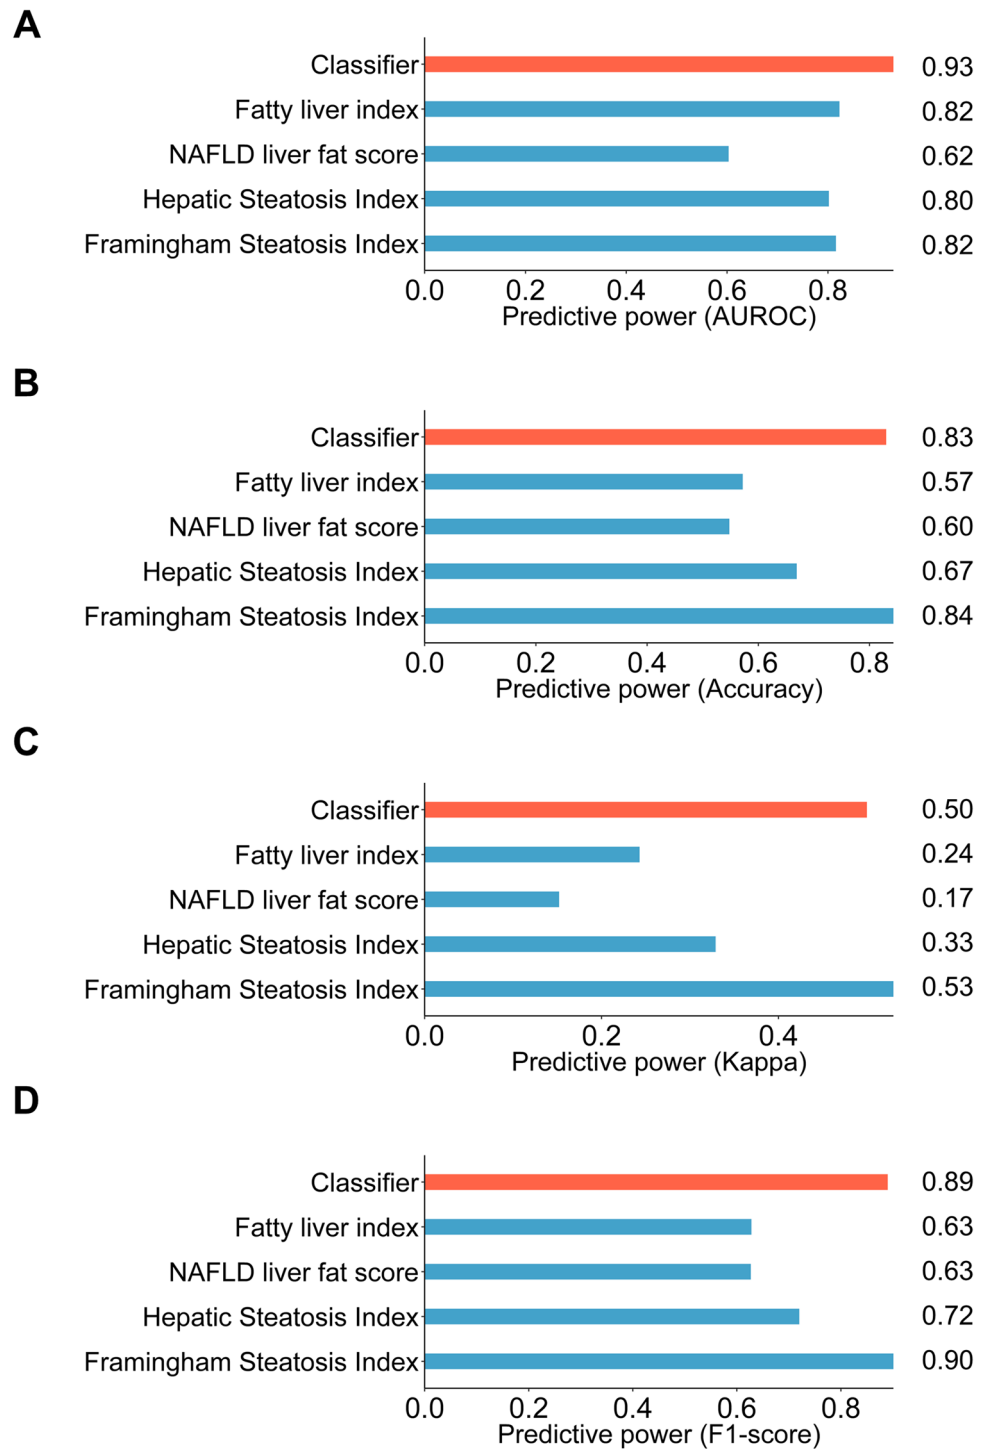 A
Classifier 0.93
Fatty liver index 0.82
NAFLD liver fat score 0.62
Hepatic Steatosis Index 0.80
Framingham Steatosis Index 0.82
0.0 0.2 0.4 0.6 0.8
Predictive power (AUROC)
B
Classifier 0.83
Fatty liver index 0.57
NAFLD liver fat score 0.60
Hepatic Steatosis Index 0.67
Framingham Steatosis Index 0.84
0.0 0.2 0.4 0.6 0.8
Predictive power (Accuracy)
C
Classifier 0.50
Fatty liver index 0.24
NAFLD liver fat score 0.17
Hepatic Steatosis Index 0.33
Framingham Steatosis Index 0.53
0.0 0.2 0.4
Predictive power (Kappa)
D
Classifier 0.89
Fatty liver index 0.63
NAFLD liver fat score 0.63
Hepatic Steatosis Index 0.72
Framingham Steatosis Index 0.90
0.0 0.2 0.4 0.6 0.8
Predictive power (F1-score)